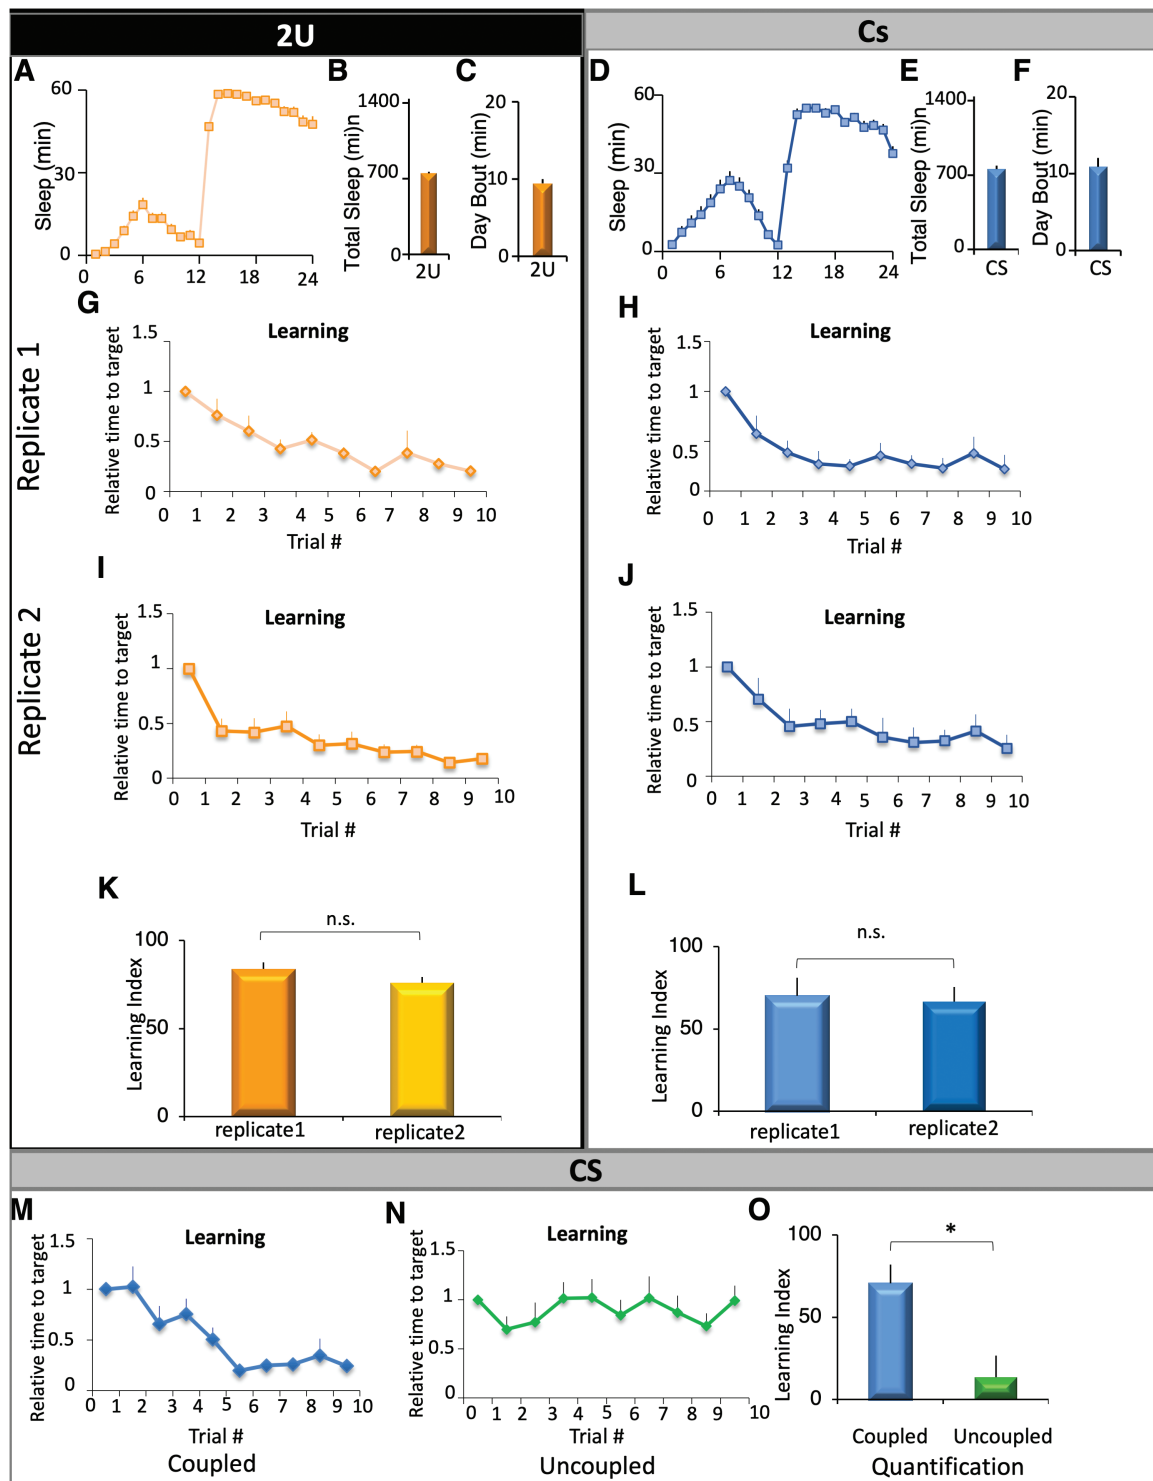 2U
Cs
A
B
C
D
E
F
Sleep (min)
60
30
0
0
6
12
18
24
Total Sleep (min)
1400
700
0
2U
Day Bout (min)
20
10
0
2U
Sleep (min)
60
30
0
0
6
12
18
24
Total Sleep (mi)n
1400
700
0
CS
Day Bout (min)
20
10
0
CS
Replicate 1
G
Learning
Relative time to target
1.5
1
0.5
0
0 1 2 3 4 5 6 7 8 9 10
Trial #
H
Learning
Relative time to target
1.5
1
0.5
0
0 1 2 3 4 5 6 7 8 9 10
Trial #
Replicate 2
I
Learning
Relative time to target
1.5
1
0.5
0
0 1 2 3 4 5 6 7 8 9 10
Trial #
J
Learning
Relative time to target
1.5
1
0.5
0
0 1 2 3 4 5 6 7 8 9 10
Trial #
K
n.s.
Learning Index
100
50
0
replicate1
replicate2
L
n.s.
Learning Index
100
50
0
replicate1
replicate2
CS
M
Learning
Relative time to target
1.5
1
0.5
0
0 1 2 3 4 5 6 7 8 9 10
Trial #
Coupled
N
Learning
Relative time to target
1.5
1
0.5
0
0 1 2 3 4 5 6 7 8 9 10
Trial #
Uncoupled
O
*
Learning Index
100
50
0
Coupled
Uncoupled
Quantification